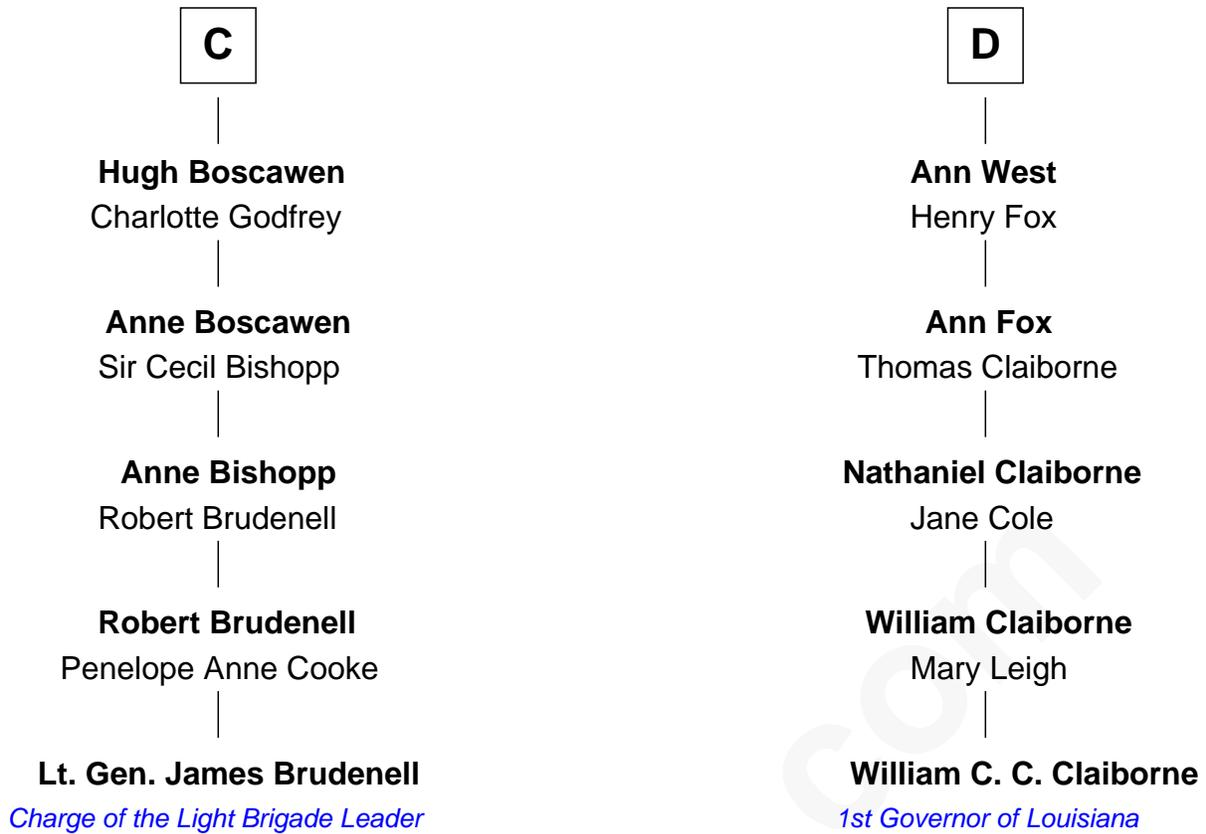 C
Hugh Boscawen
Charlotte Godfrey
Anne Boscawen
Sir Cecil Bishopp
Anne Bishopp
Robert Brudenell
Robert Brudenell
Penelope Anne Cooke
Lt. Gen. James Brudenell
Charge of the Light Brigade Leader
D
Ann West
Henry Fox
Ann Fox
Thomas Claiborne
Nathaniel Claiborne
Jane Cole
William Claiborne
Mary Leigh
William C. C. Claiborne
1st Governor of Louisiana
com